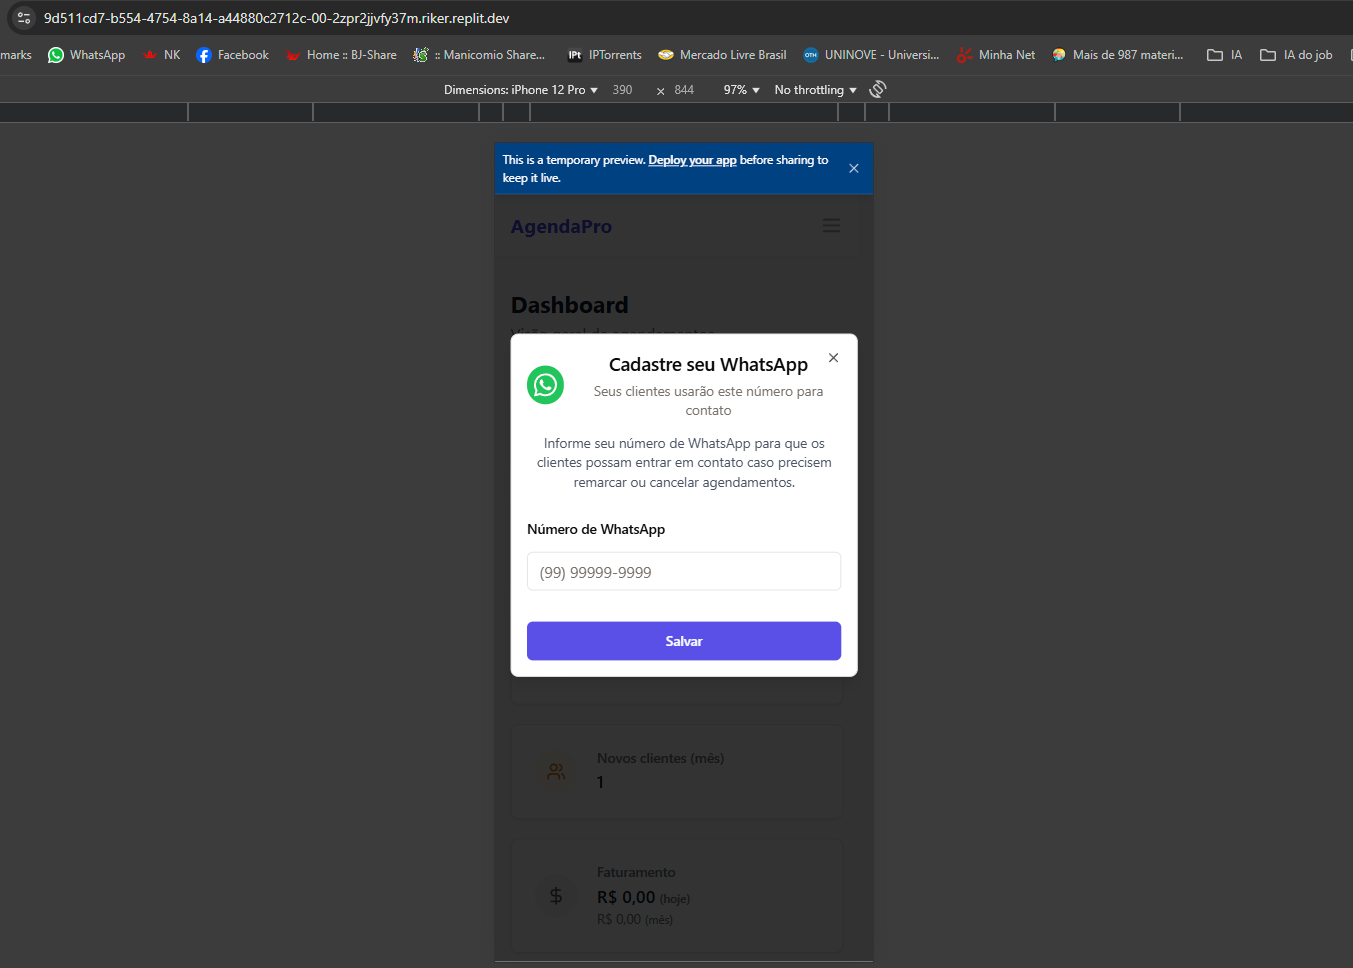 9d511cd7-b554-4754-8a14-a44880c2712c-00-2zpr2jjvfy37m.riker.replit.dev
marks WhatsApp NK Facebook Home :: BJ-Share :: Manicomio Share... IPT IPTorrents Mercado Livre Brasil UNINOVE - Universi... Minha Net Mais de 987 materi... IA IA do job
Dimensions: iPhone 12 Pro 390 × 844 97% No throttling
This is a temporary preview. Deploy your app before sharing to
keep it live.
AgendaPro
Dashboard
Cadastre seu WhatsApp
Seus clientes usarão este número para
contato
Informe seu número de WhatsApp para que os
clientes possam entrar em contato caso precisem
remarcar ou cancelar agendamentos.
Número de WhatsApp
(99) 99999-9999
Salvar
Novos clientes (mês)
1
Faturamento
R$ 0,00 (hoje)
R$ 0,00 (mês)